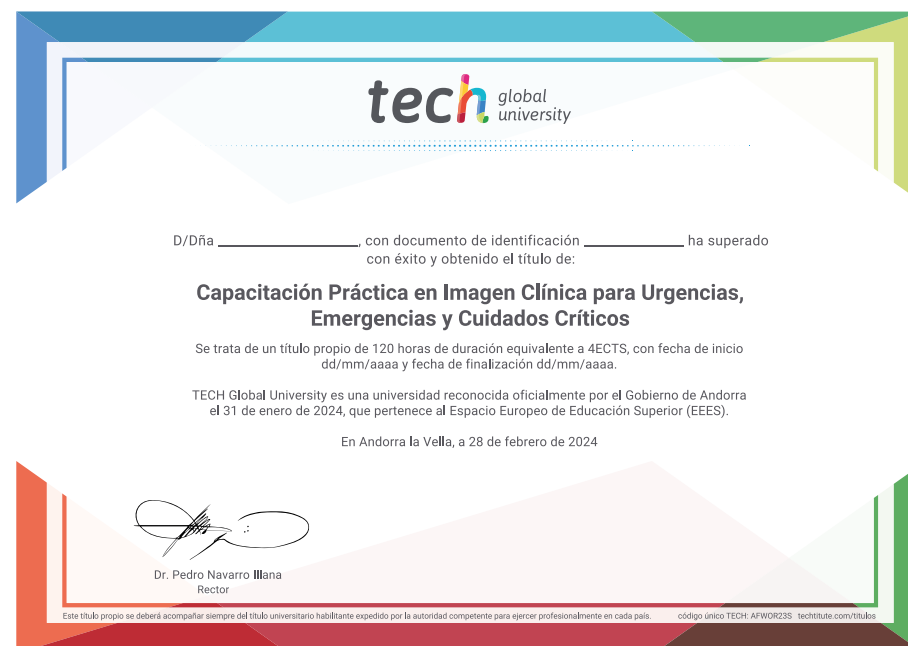 tech global
university
D/Dña ______________, con documento de identificación __________ ha superado
con éxito y obtenido el título de:
Capacitación Práctica en Imagen Clínica para Urgencias,
Emergencias y Cuidados Críticos
Se trata de un título propio de 120 horas de duración equivalente a 4ECTS, con fecha de inicio
dd/mm/aaaa y fecha de finalización dd/mm/aaaa.
TECH Global University es una universidad reconocida oficialmente por el Gobierno de Andorra
el 31 de enero de 2024, que pertenece al Espacio Europeo de Educación Superior (EEES).
En Andorra la Vella, a 28 de febrero de 2024
Dr. Pedro Navarro Illana
Rector
Este título propio se deberá acompañar siempre del título universitario habilitante expedido por la autoridad competente para ejercer profesionalmente en cada país. código único TECH: AFWOR23S techtitute.com/titulos